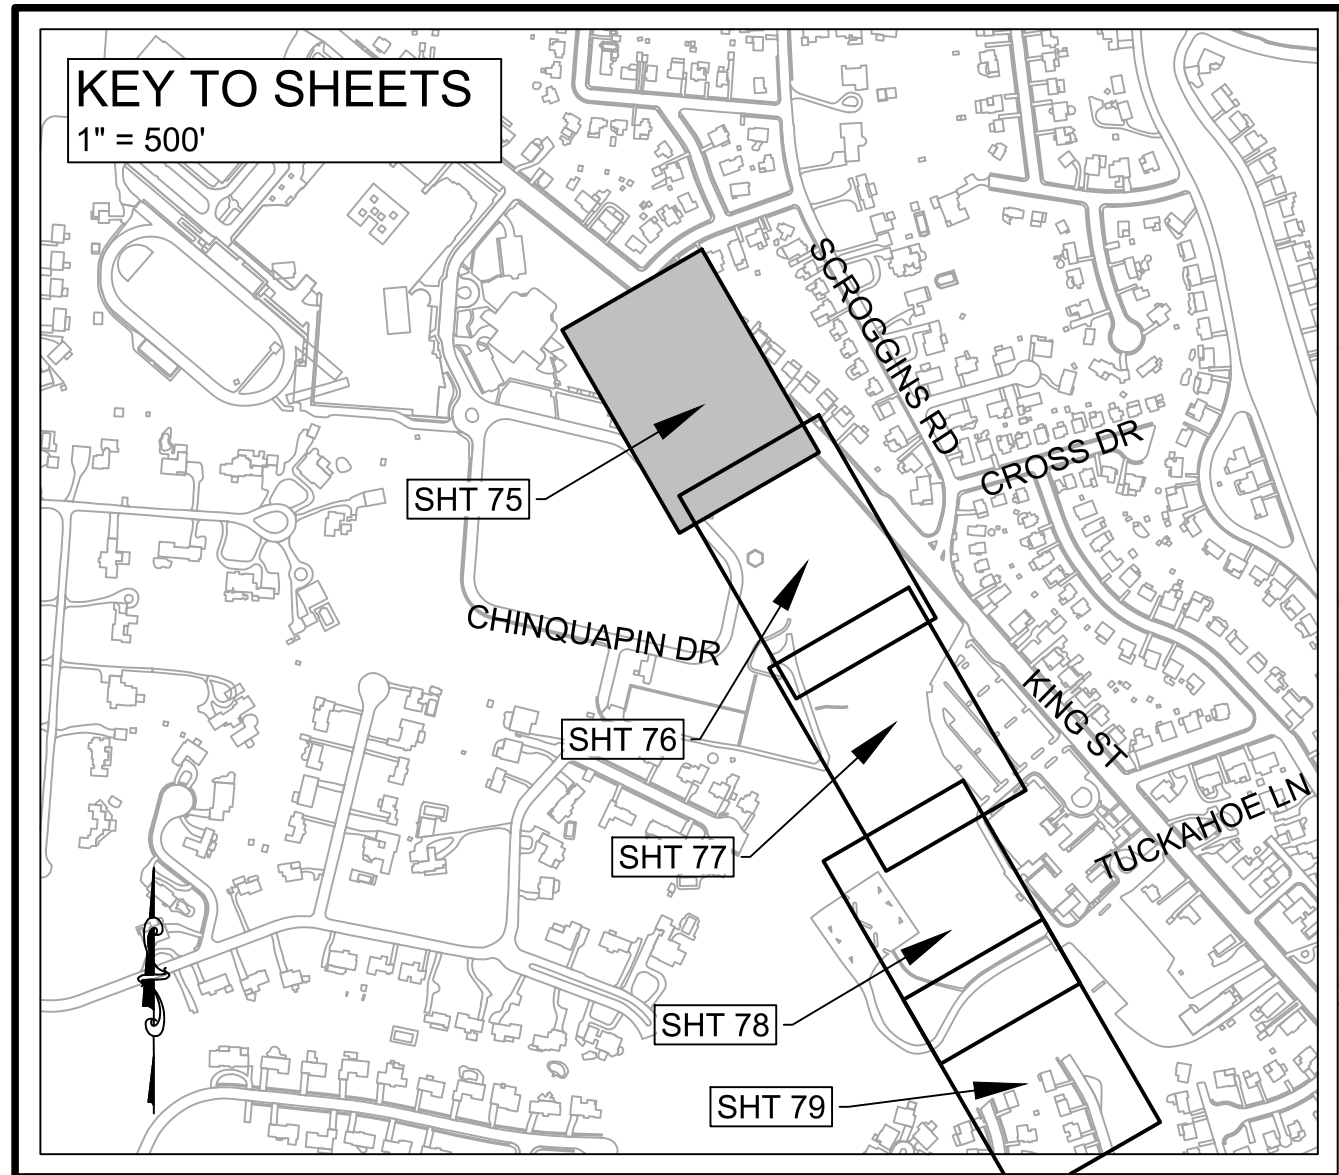 KEY TO SHEETS
1" = 500'
SCROGGINS RD
CROSS DR
SHT 75
CHINQUAPIN DR
KING ST
SHT 76
TUCKAHOE LN
SHT 77
SHT 78
SHT 79